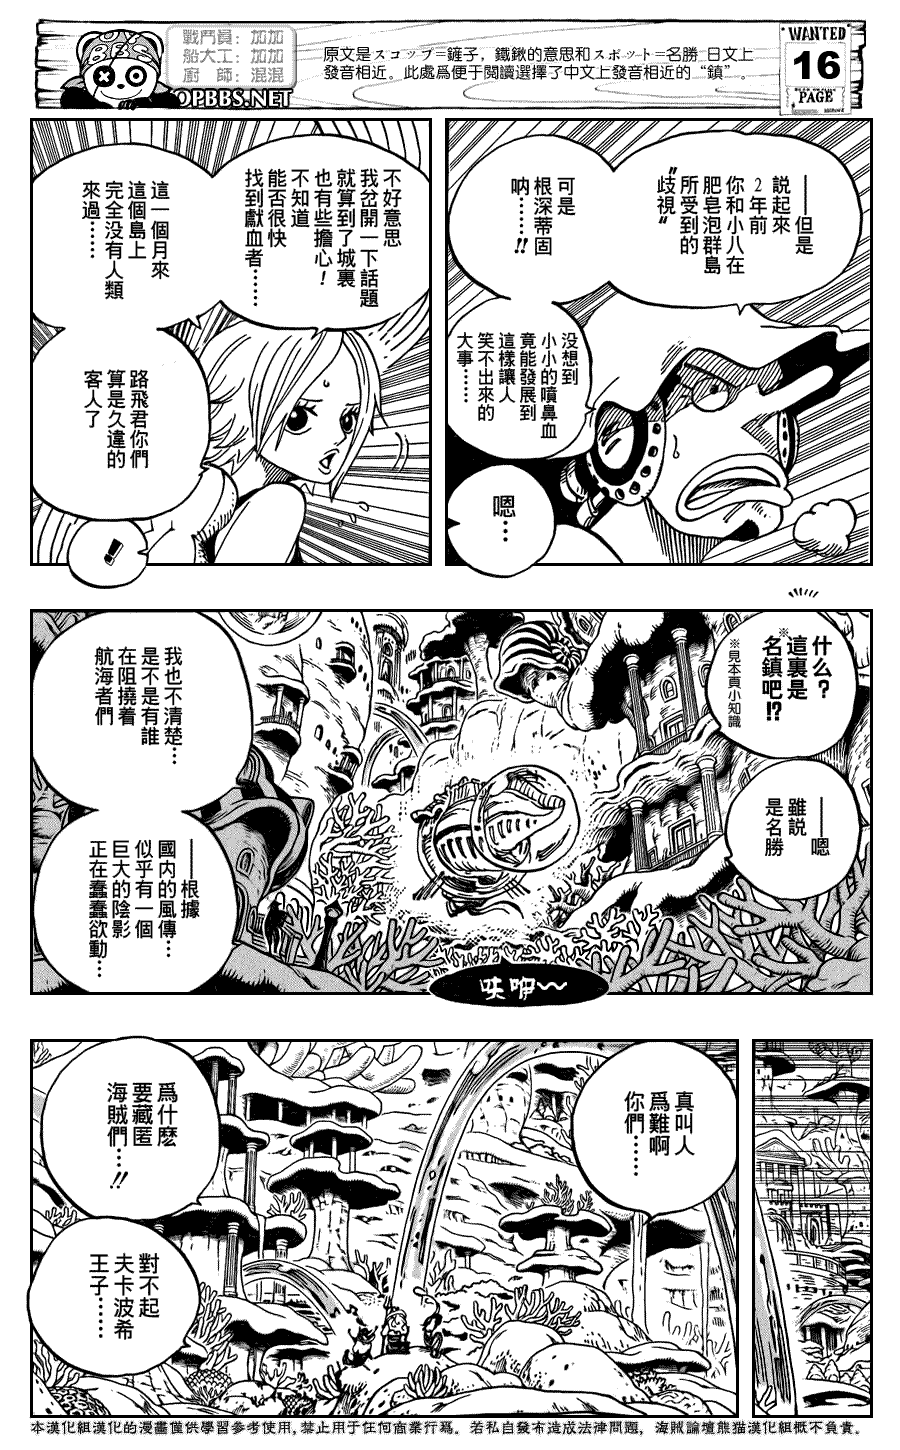 戰鬥員：加加
船大工：加加
廚　師：混混
OPBBS.NET
原文是スコップ=鏟子，鐵鍬的意思和スポット=名勝 日文上
發音相近。此處爲便于閱讀選擇了中文上發音相近的“鎮”。
WANTED
16
PAGE
——但是
説起來
2年前
你和小八在
肥皂泡群島
所受到的
〝歧視〞
可是
根深蒂固
呐……!!
没想到
小小的噴鼻血
竟能發展到
這樣讓人
笑不出來的
大事……
嗯…
不好意思
我岔開一下話題
就算到了城裏
也有些擔心！
不知道
能否很快
找到獻血者……
這一個月來
這個島上
完全没有人類
來過……
路飛君你們
算是久違的
客人了
!
什么？
這裏是
※名鎮吧!?
※見本頁小知識
——嗯
雖説
是名勝
我也不清楚…
是不是有誰
在阻撓着
航海者們
——根據
國内的風傳…
似乎有一個
巨大的陰影
正在蠢蠢欲動…
呋咿～
真叫人
爲難啊
你們……
爲什麽
要藏匿
海賊們…!!
對不起
夫卡波希
王子……
本漢化組漢化的漫畫僅供學習參考使用,禁止用于任何商業行爲。若私自發布造成法律問題，海賊論壇熊猫漢化組概不負責。